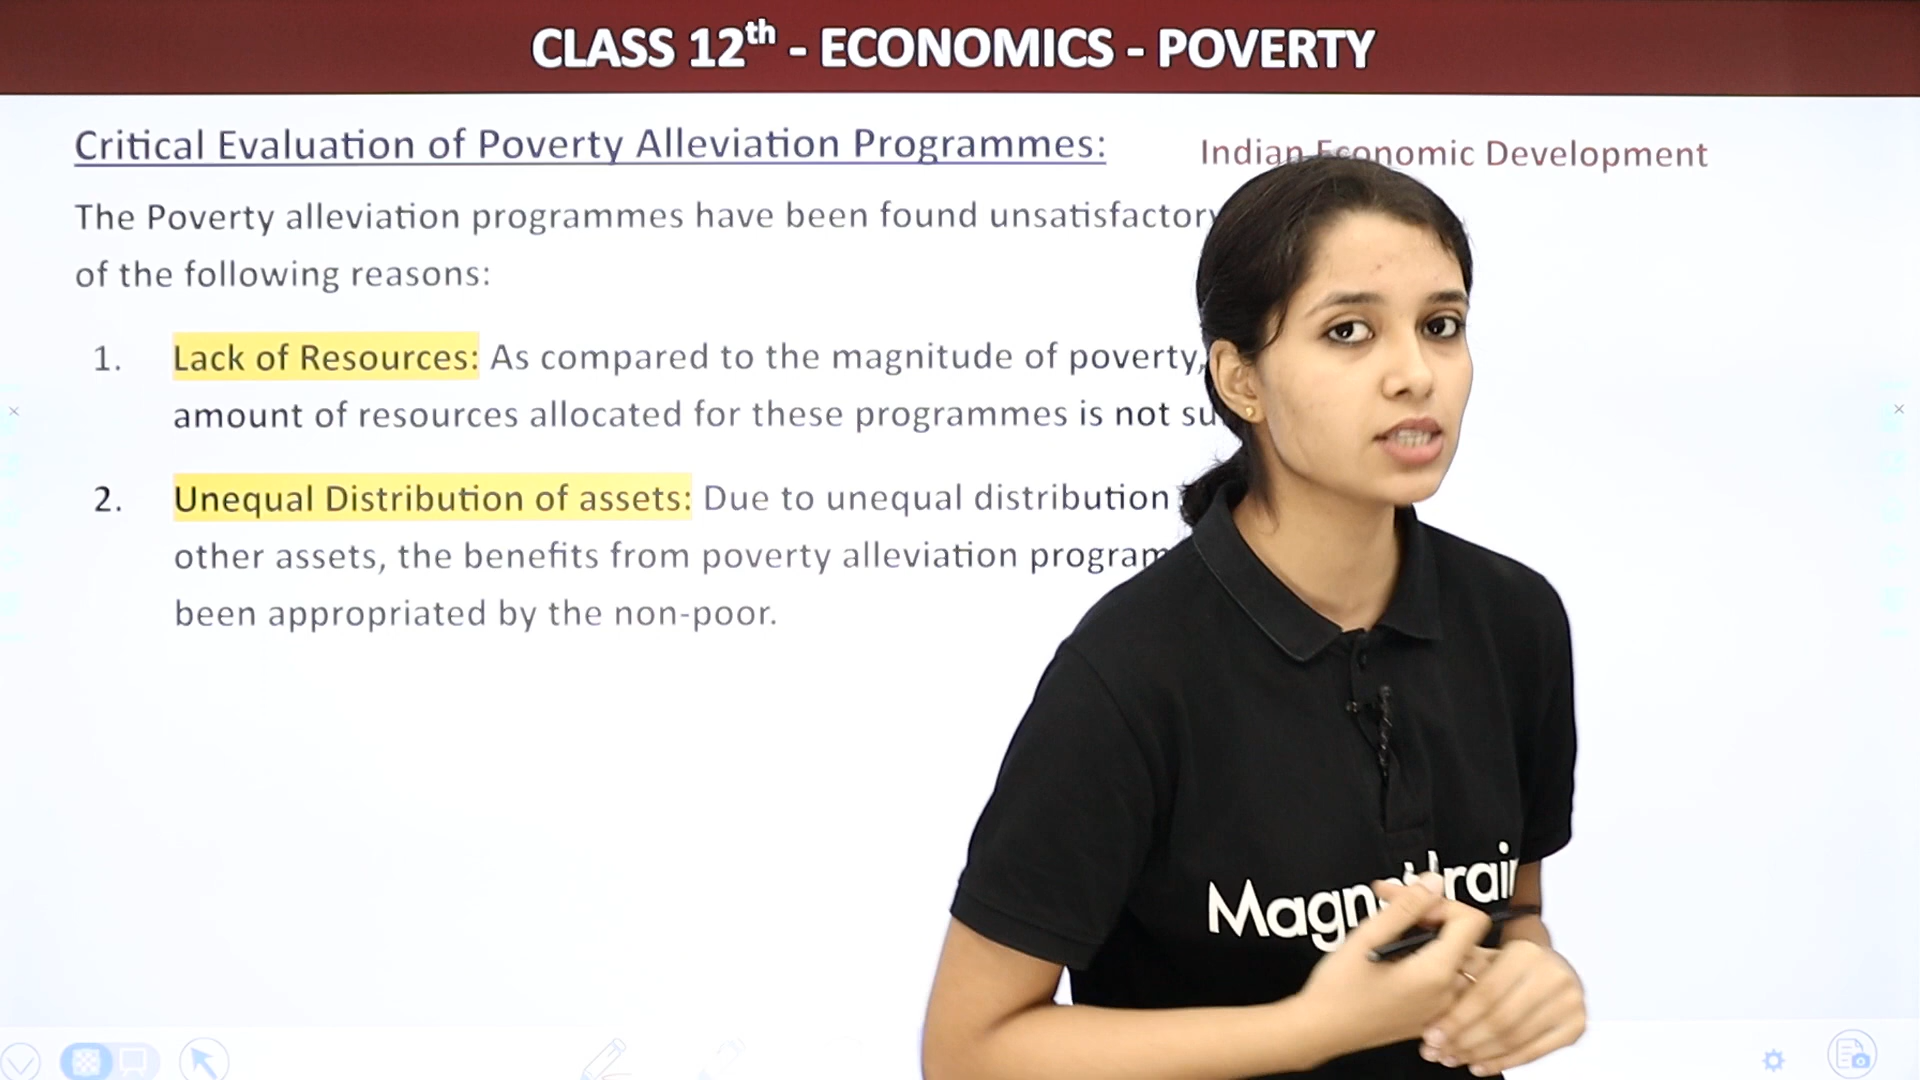 CLASS 12th - ECONOMICS - POVERTY
Critical Evaluation of Poverty Alleviation Programmes:
Indian Economic Development
The Poverty alleviation programmes have been found unsatisfactory
of the following reasons:
1. Lack of Resources: As compared to the magnitude of poverty,
amount of resources allocated for these programmes is not
2. Unequal Distribution of assets: Due to unequal distribution
other assets, the benefits from poverty alleviation
been appropriated by the non-poor.